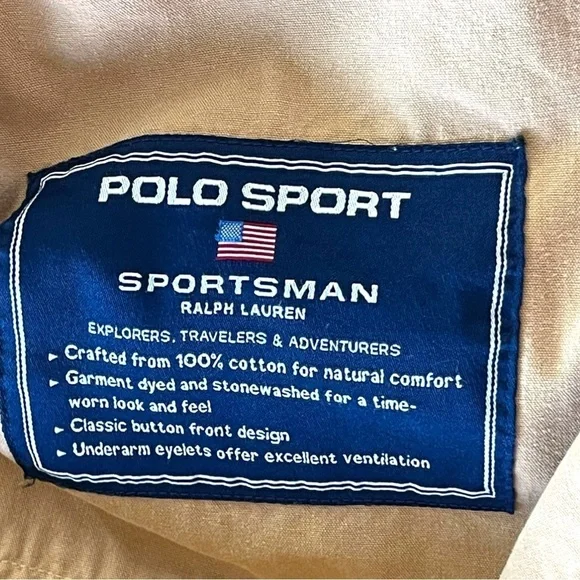 POLO SPORT
SPORTSMAN
RALPH LAUREN
EXPLORERS, TRAVELERS & ADVENTURERS
► Crafted from 100% cotton for natural comfort
► Garment dyed and stonewashed for a time-
worn look and feel
► Classic button front design
► Underarm eyelets offer excellent ventilation